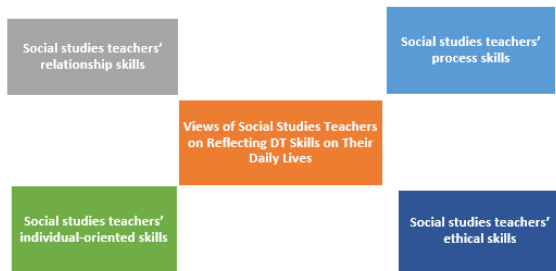 Social studies teachers’
relationship skills
Social studies teachers’
process skills
Views of Social Studies Teachers
on Reflecting DT Skills on Their
Daily Lives
Social studies teachers’
individual-oriented skills
Social studies teachers’
ethical skills